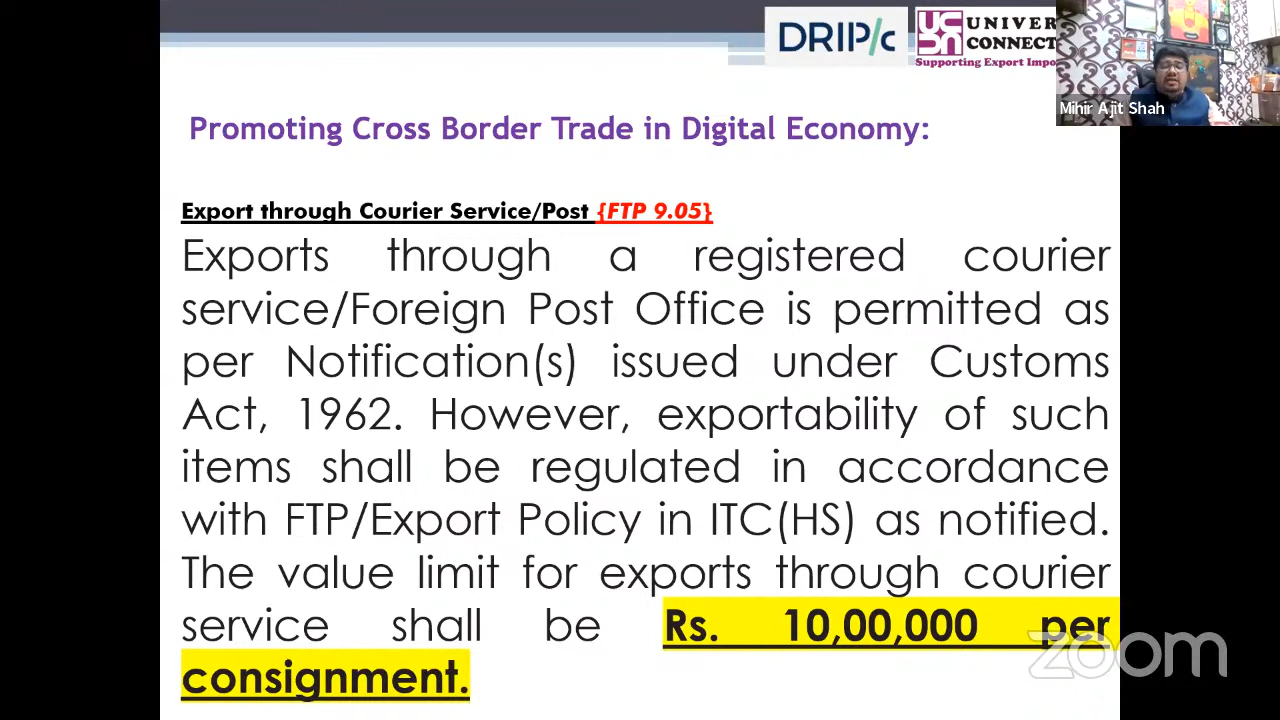 DRIP/c
UNIVER
CONNECT
Supporting Export Impo
Mihir Ajit Shah
Promoting Cross Border Trade in Digital Economy:
Export through Courier Service/Post {FTP 9.05}
Exports through a registered courier
service/Foreign Post Office is permitted as
per Notification(s) issued under Customs
Act, 1962. However, exportability of such
items shall be regulated in accordance
with FTP/Export Policy in ITC(HS) as notified.
The value limit for exports through courier
service shall be Rs. 10,00,000 per
consignment.
zoom